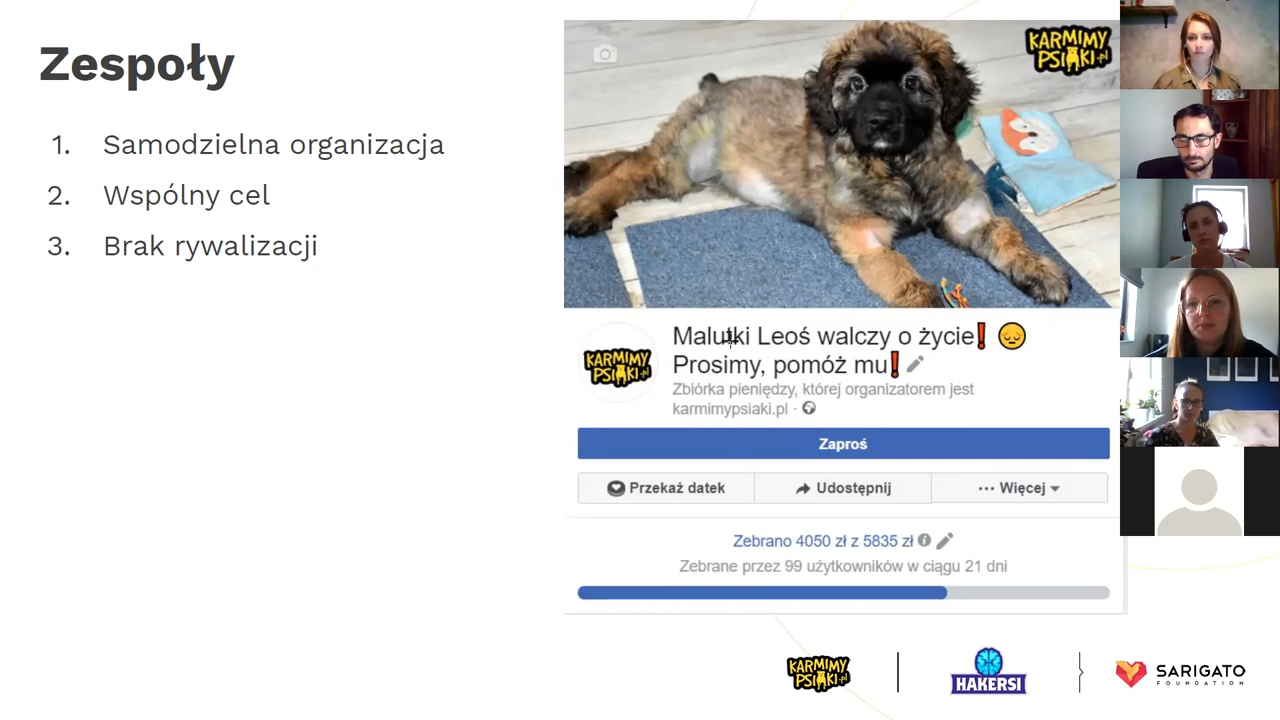 Zespoły
1. Samodzielna organizacja
2. Wspólny cel
3. Brak rywalizacji
KARMIMY
PSIAKI.pl
KARMIMY
PSIAKI.pl
Malutki Leoś walczy o życie❗ 😔
Prosimy, pomóż mu❗
Zbiórka pieniędzy, której organizatorem jest
karmimypsiaki.pl ·
Zaproś
Przekaż datek
Udostępnij
··· Więcej
Zebrano 4050 zł z 5835 zł
Zebrane przez 99 użytkowników w ciągu 21 dni
KARMIMY
PSIAKI.pl
HAKERSI
SARIGATO
FOUNDATION